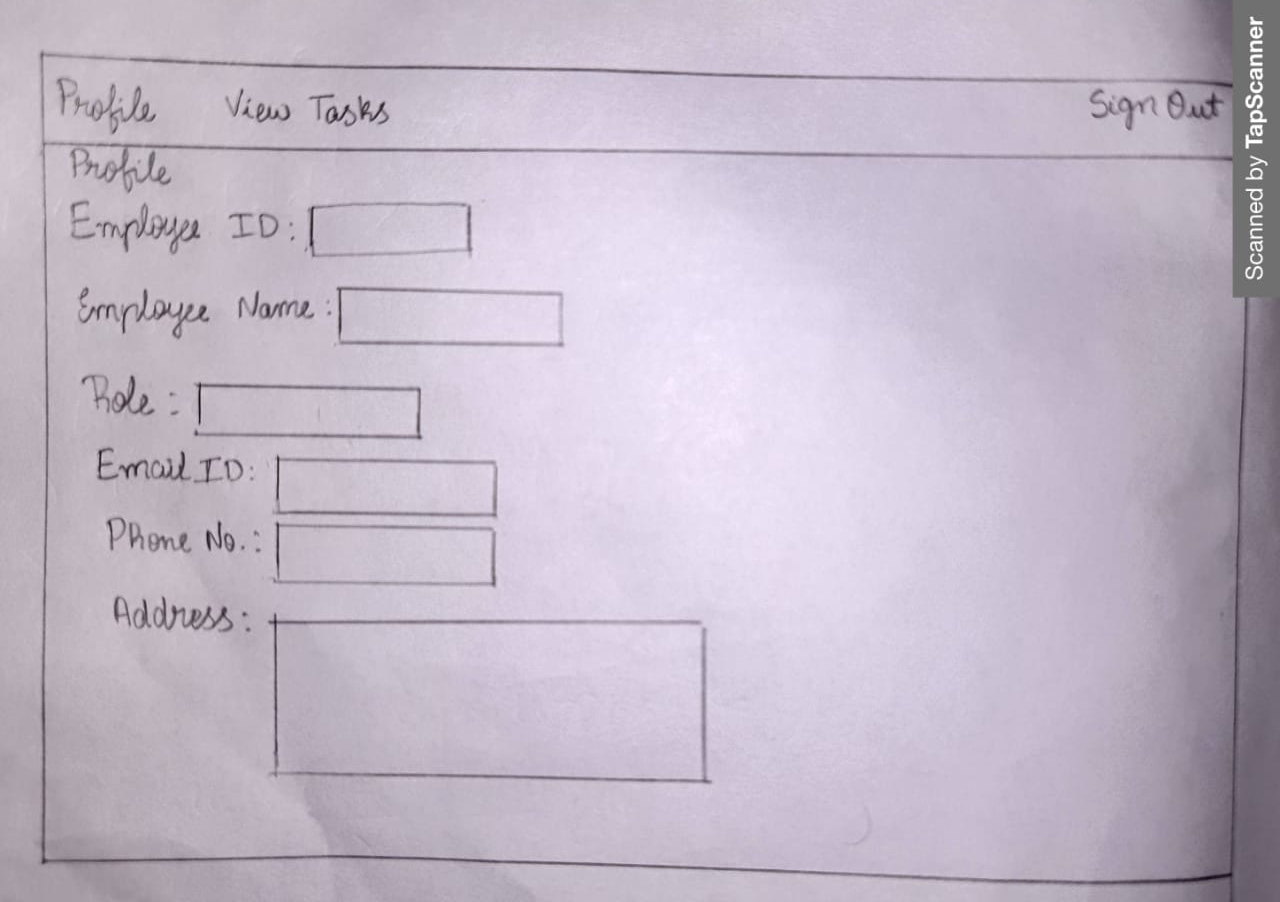 Profile View Tasks Sign Out
Profile
Employee ID:
Employee Name:
Role:
Email ID:
Phone No.:
Address:
Scanned by TapScanner